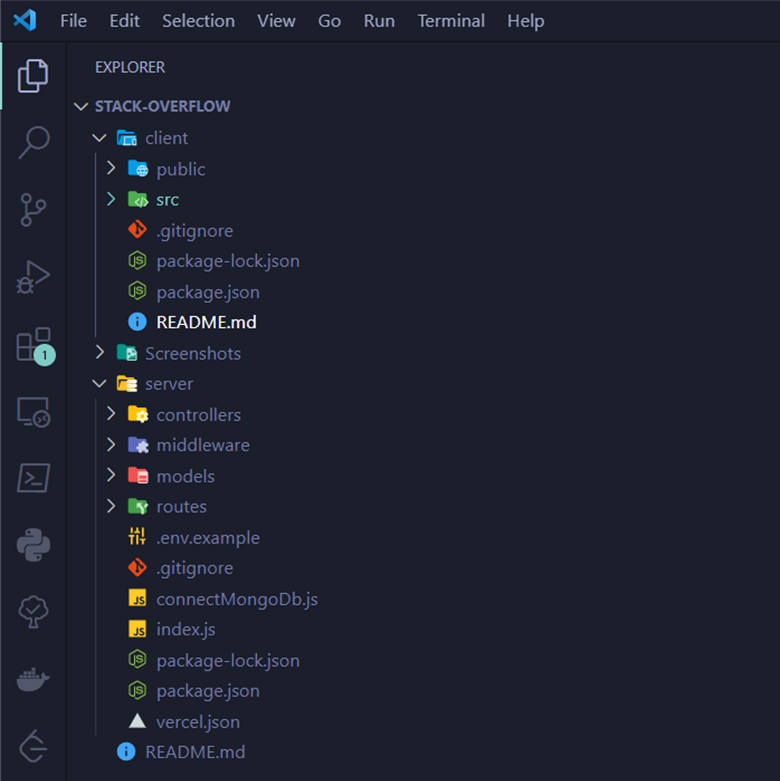 File Edit Selection View Go Run Terminal Help
EXPLORER
STACK-OVERFLOW
client
public
src
.gitignore
package-lock.json
package.json
README.md
Screenshots
1
server
controllers
middleware
models
routes
.env.example
.gitignore
connectMongoDb.js
index.js
package-lock.json
package.json
vercel.json
README.md